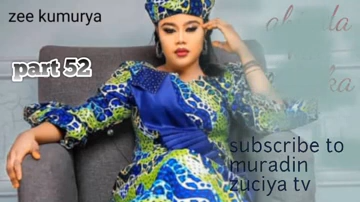 zee kumurya
part 52
subscribe to
muradin
zuciya tv